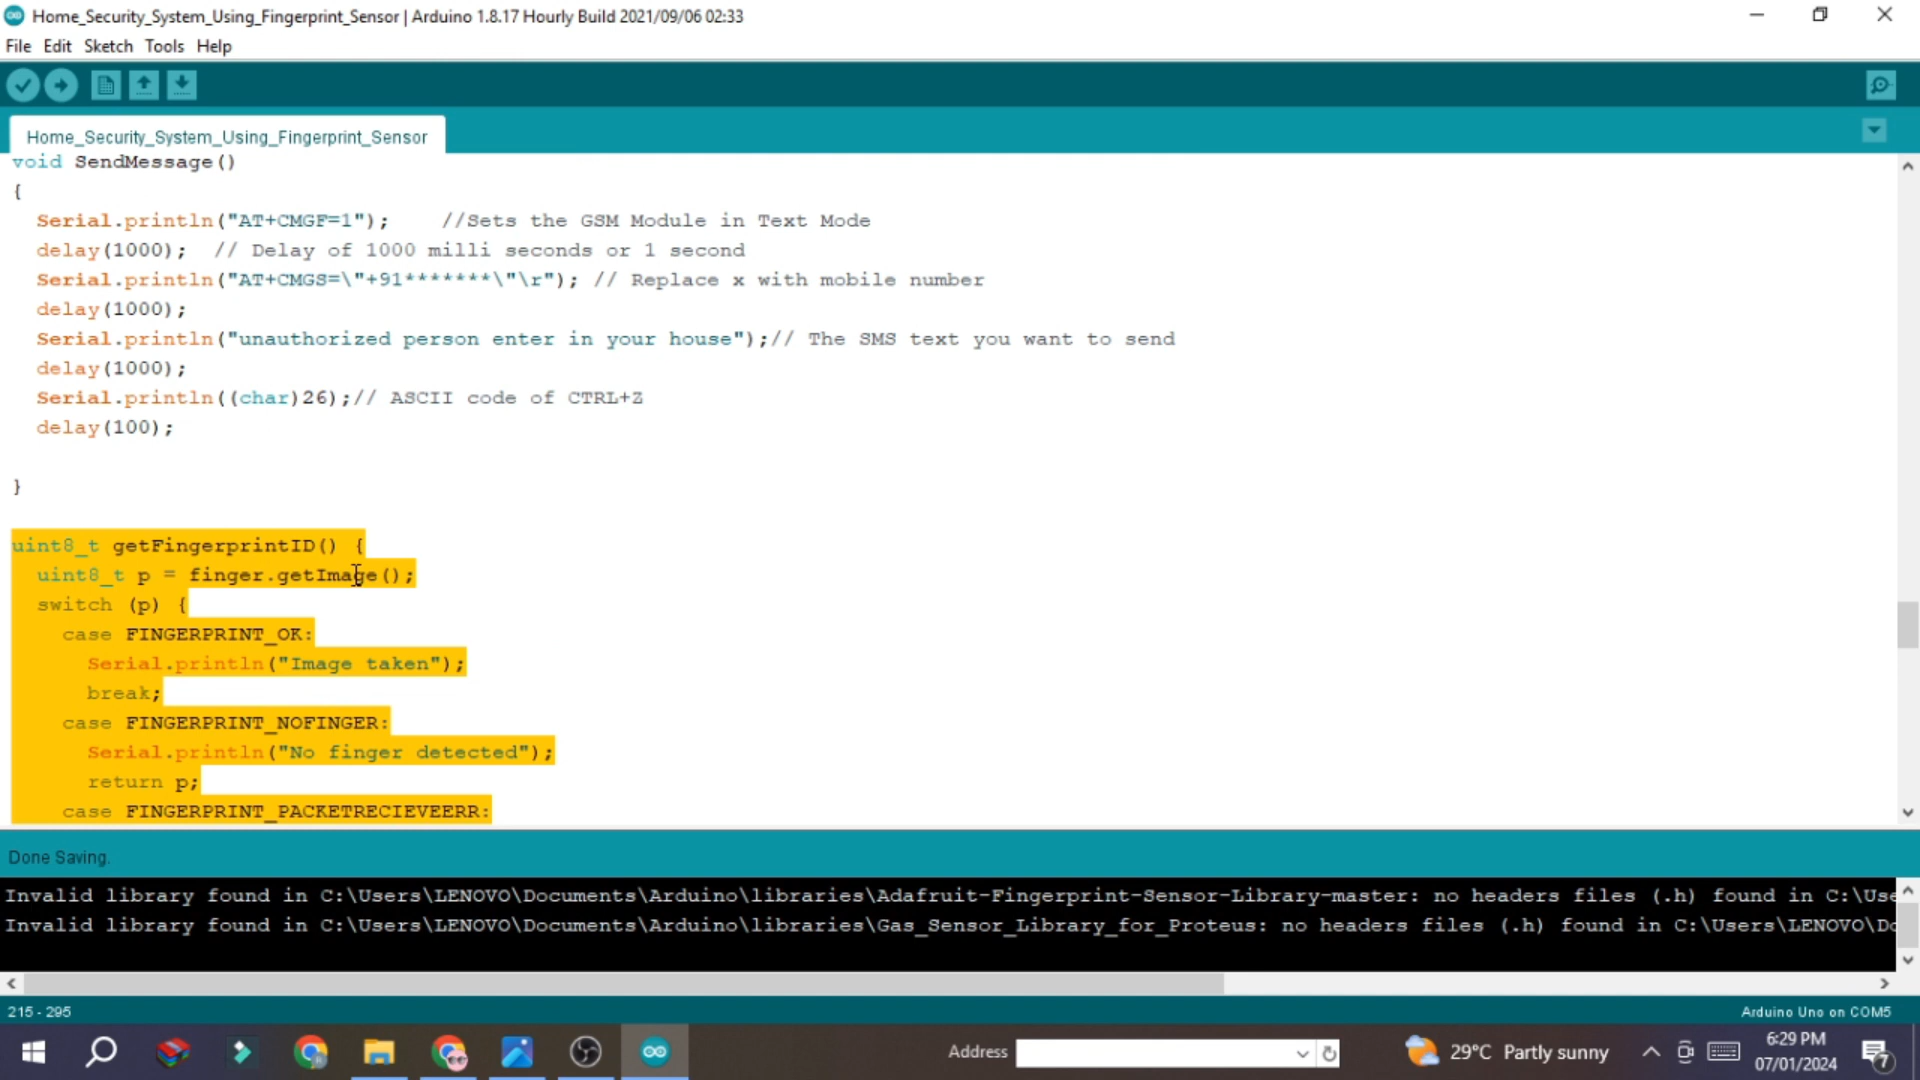 Home_Security_System_Using_Fingerprint_Sensor | Arduino 1.8.17 Hourly Build 2021/09/06 02:33
File Edit Sketch Tools Help
Home_Security_System_Using_Fingerprint_Sensor
void SendMessage()
{
Serial.println("AT+CMGF=1");    //Sets the GSM Module in Text Mode
delay(1000);  // Delay of 1000 milli seconds or 1 second
Serial.println("AT+CMGS=\"+91*******\"\r"); // Replace x with mobile number
delay(1000);
Serial.println("unauthorized person enter in your house");// The SMS text you want to send
delay(1000);
Serial.println((char)26);// ASCII code of CTRL+Z
delay(100);
}
uint8_t getFingerprintID() {
uint8_t p = finger.getImage();
switch (p) {
case FINGERPRINT_OK:
Serial.println("Image taken");
break;
case FINGERPRINT_NOFINGER:
Serial.println("No finger detected");
return p;
case FINGERPRINT_PACKETRECIEVEERR:
Done Saving.
Invalid library found in C:\Users\LENOVO\Documents\Arduino\libraries\Adafruit-Fingerprint-Sensor-Library-master: no headers files (.h) found in C:\Use
Invalid library found in C:\Users\LENOVO\Documents\Arduino\libraries\Gas_Sensor_Library_for_Proteus: no headers files (.h) found in C:\Users\LENOVO\Do
215 - 295
Arduino Uno on COM5
Address
29°C Partly sunny
6:29 PM
07/01/2024
7